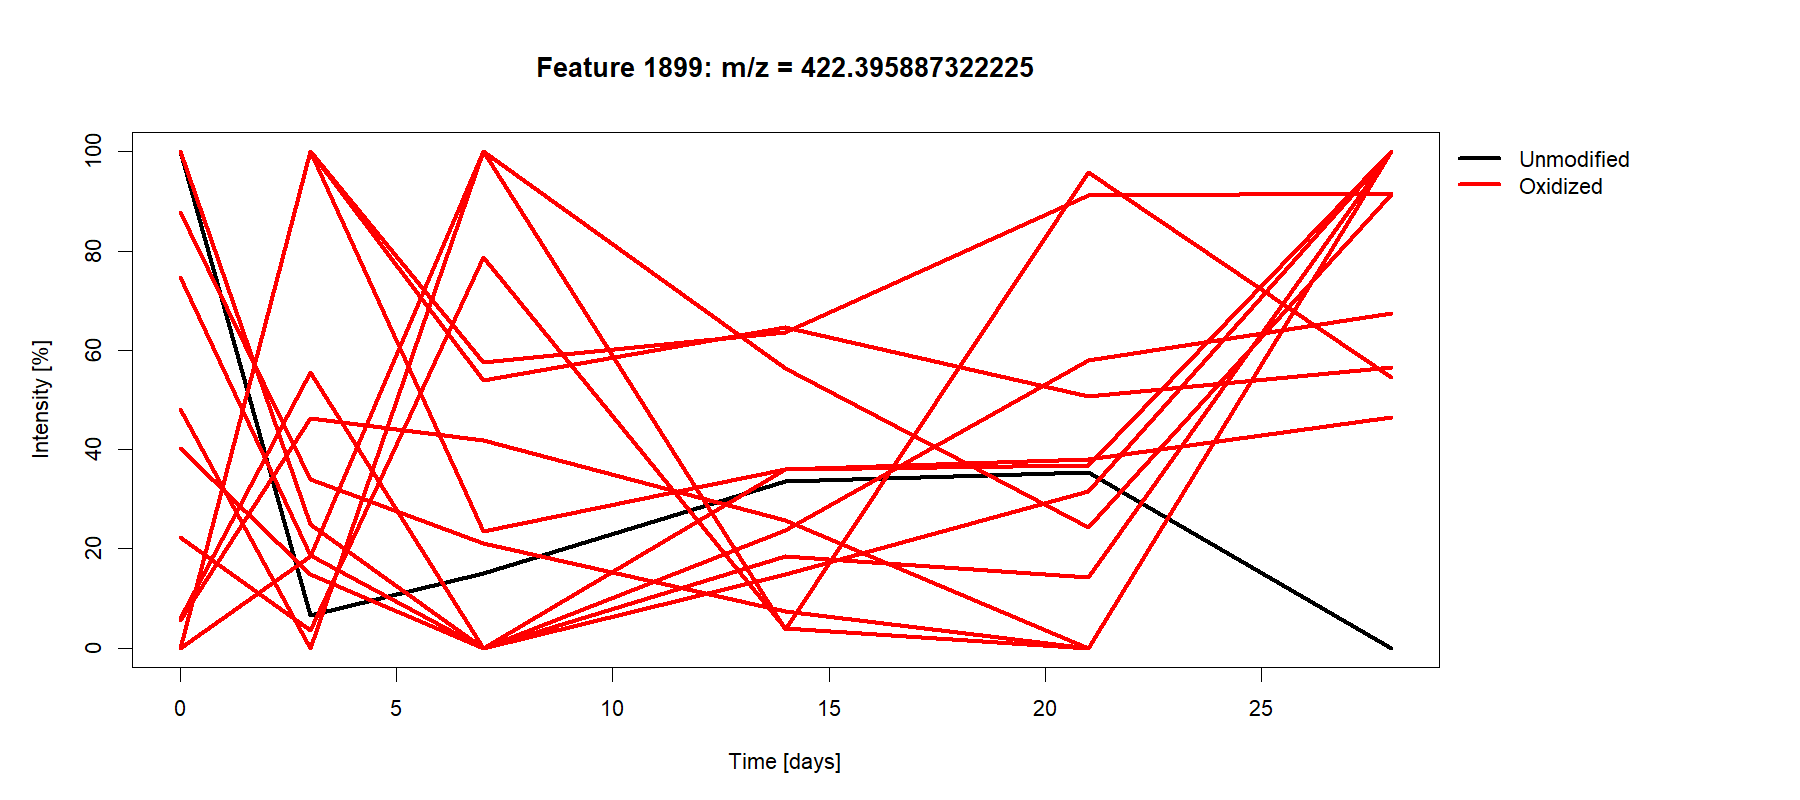 Feature 1899: m/z = 422.395887322225
Unmodified
Oxidized
Intensity [%]
100
80
60
40
20
0
0 5 10 15 20 25
Time [days]